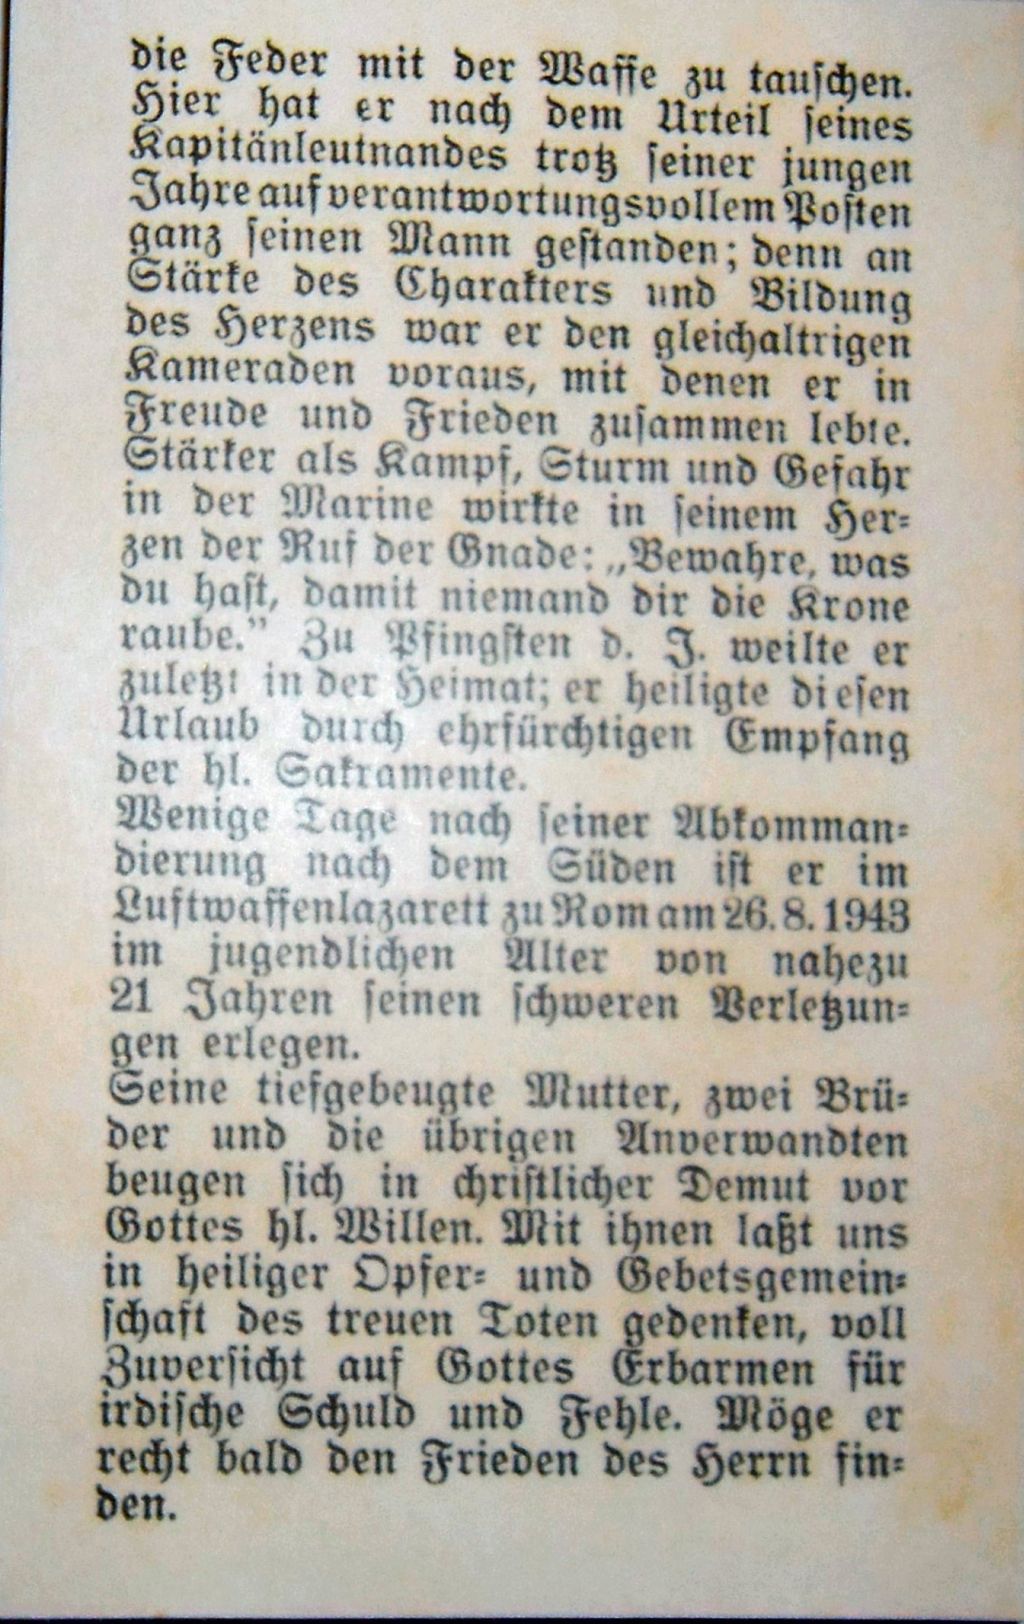 die Feder mit der Waffe zu tauschen.
Hier hat er nach dem Urteil seines
Kapitänleutnandes trotz seiner jungen
Jahre auf verantwortungsvollem Posten
ganz seinen Mann gestanden; denn an
Stärke des Charakters und Bildung
des Herzens war er den gleichaltrigen
Kameraden voraus, mit denen er in
Freude und Frieden zusammen lebte.
Stärker als Kampf, Sturm und Gefahr
in der Marine wirkte in seinem Her-
zen der Ruf der Gnade: „Bewahre, was
du hast, damit niemand dir die Krone
raube.” Zu Pfingsten d. J. weilte er
zuletzt in der Heimat; er heiligte diesen
Urlaub durch ehrfürchtigen Empfang
der hl. Sakramente.
Wenige Tage nach seiner Abkomman-
dierung nach dem Süden ist er im
Luftwaffenlazarett zu Rom am 26. 8. 1943
im jugendlichen Alter von nahezu
21 Jahren seinen schweren Verletzun-
gen erlegen.
Seine tiefgebeugte Mutter, zwei Brü-
der und die übrigen Anverwandten
beugen sich in christlicher Demut vor
Gottes hl. Willen. Mit ihnen laßt uns
in heiliger Opfer- und Gebetsgemein-
schaft des treuen Toten gedenken, voll
Zuversicht auf Gottes Erbarmen für
irdische Schuld und Fehle. Möge er
recht bald den Frieden des Herrn fin-
den.